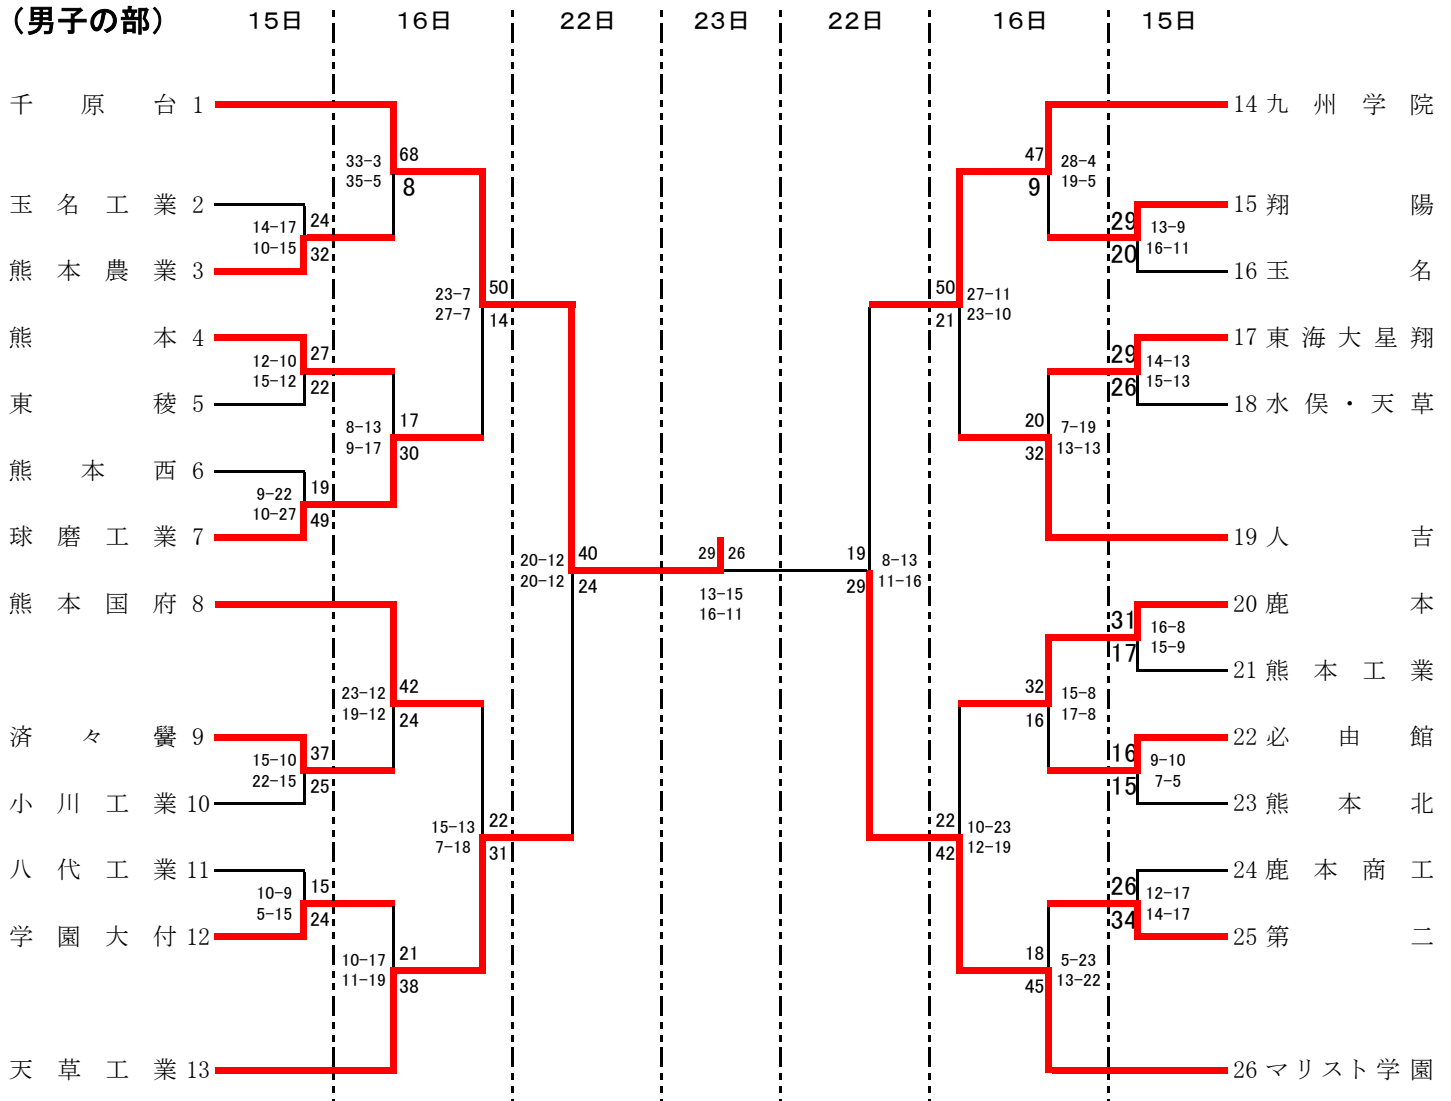 (男子の部) 15日 16日 22日 23日 22日 16日 15日
千原台 1 14 九州学院
33-3 68 47 28-4
35-5 8 9 19-5
玉名工業 2 24 29 15 翔陽
14-17 13-9
10-15 32 20 16-11
熊本農業 3 16 玉名
23-7 50 50 27-11
27-7 14 21 23-10
熊本 4 27 29 17 東海大星翔
12-10 14-13
15-12 22 26 15-13
東稜 5 18 水俣・天草
8-13 17 20 7-19
9-17 30 32 13-13
熊本西 6 19
9-22
10-27 49
球磨工業 7 19 人吉
20-12 40 29 26 19 8-13
20-12 24 29 11-16
13-15
16-11
熊本国府 8 31 20 鹿本
16-8
17 15-9
21 熊本工業
23-12 42 32 15-8
19-12 24 16 17-8
済々黌 9 37 16 22 必由館
15-10 9-10
22-15 25 15 7-5
小川工業 10 23 熊本北
15-13 22 22 10-23
7-18 31 42 12-19
八代工業 11 15 26 24 鹿本商工
10-9 12-17
5-15 24 34 14-17
学園大付 12 25 第二
10-17 21 18 5-23
11-19 38 45 13-22
天草工業 13 26 マリスト学園